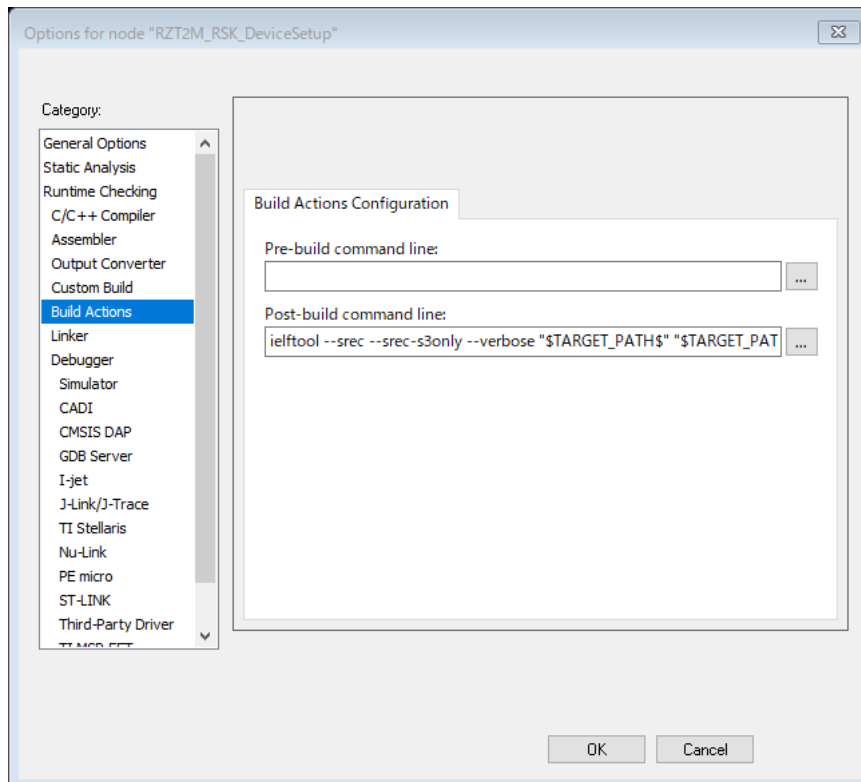 Options for node "RZT2M_RSK_DeviceSetup"
Category:
General Options
Static Analysis
Runtime Checking
C/C++ Compiler
Assembler
Output Converter
Custom Build
Build Actions
Linker
Debugger
Simulator
CADI
CMSIS DAP
GDB Server
I-jet
J-Link/J-Trace
TI Stellaris
Nu-Link
PE micro
ST-LINK
Third-Party Driver
TI MSP-FET
Build Actions Configuration
Pre-build command line:
...
Post-build command line:
ielftool --srec --srec-s3only --verbose "$TARGET_PATH$" "$TARGET_PAT
...
OK
Cancel